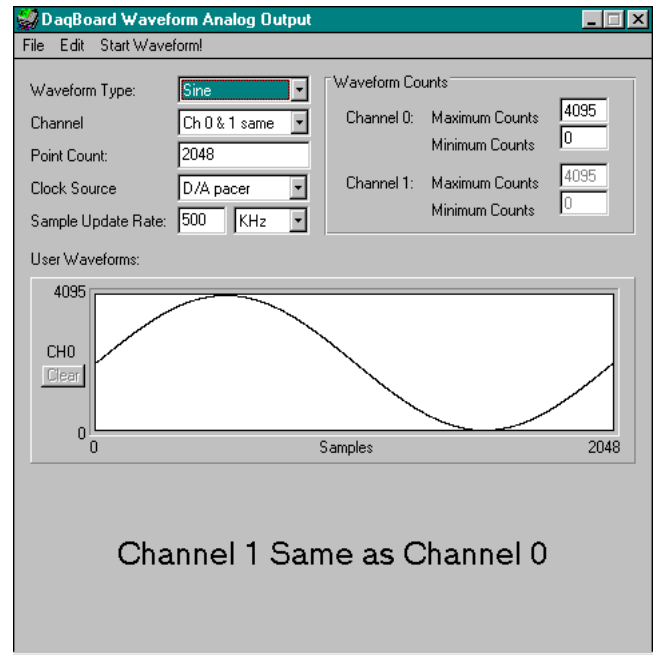 DaqBoard Waveform Analog Output
File Edit Start Waveform!
Waveform Type: Sine
Channel Ch 0 & 1 same
Point Count: 2048
Clock Source D/A pacer
Sample Update Rate: 500 KHz
Waveform Counts
Channel 0: Maximum Counts 4095
Minimum Counts 0
Channel 1: Maximum Counts 4095
Minimum Counts 0
User Waveforms:
4095
CH0
Clear
0
0 Samples 2048
Channel 1 Same as Channel 0